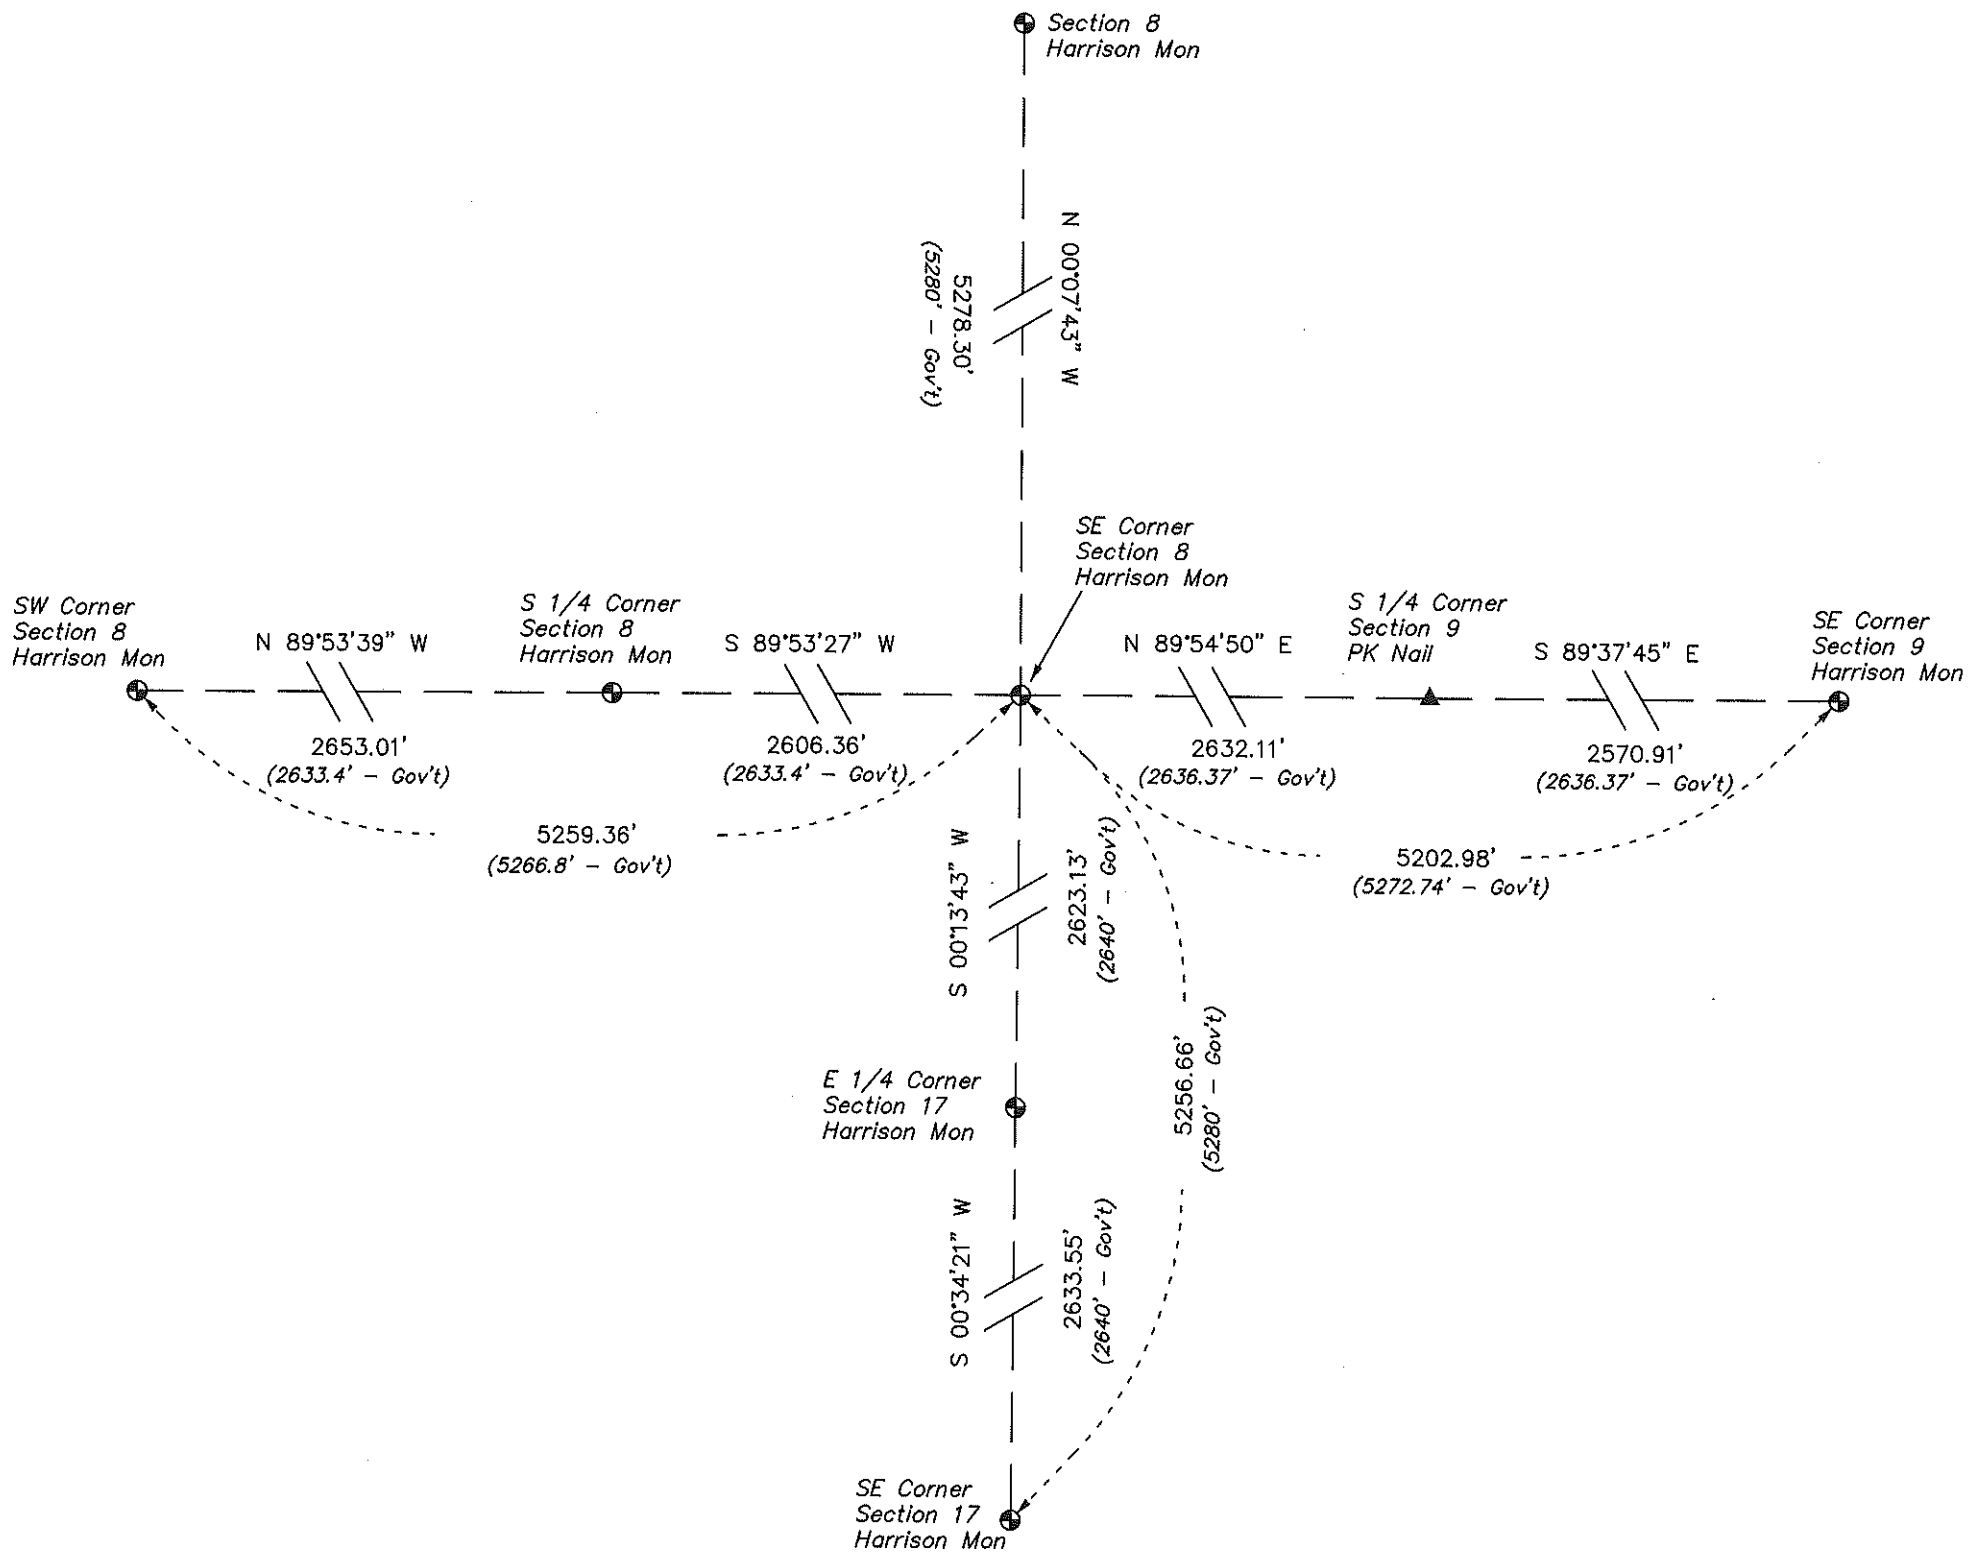 Section 8
Harrison Mon
N 00°07'43" W
5278.30'
(5280' – Gov't)
SE Corner
Section 8
Harrison Mon
SW Corner
Section 8
Harrison Mon
N 89°53'39" W
2653.01'
(2633.4' – Gov't)
S 1/4 Corner
Section 8
Harrison Mon
S 89°53'27" W
2606.36'
(2633.4' – Gov't)
N 89°54'50" E
2632.11'
(2636.37' – Gov't)
S 1/4 Corner
Section 9
PK Nail
S 89°37'45" E
2570.91'
(2636.37' – Gov't)
SE Corner
Section 9
Harrison Mon
5259.36'
(5266.8' – Gov't)
5202.98'
(5272.74' – Gov't)
S 00°13'43" W
2623.13'
(2640' – Gov't)
E 1/4 Corner
Section 17
Harrison Mon
5256.66'
(5280' – Gov't)
S 00°34'21" W
2633.55'
(2640' – Gov't)
SE Corner
Section 17
Harrison Mon